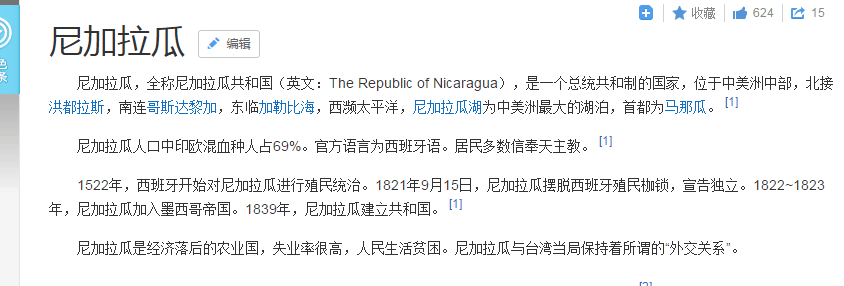 收藏 624 15
尼加拉瓜 编辑
色
条
尼加拉瓜，全称尼加拉瓜共和国（英文：The Republic of Nicaragua），是一个总统共和制的国家，位于中美洲中部，北接
洪都拉斯，南连哥斯达黎加，东临加勒比海，西濒太平洋，尼加拉瓜湖为中美洲最大的湖泊，首都为马那瓜。[1]
尼加拉瓜人口中印欧混血种人占69%。官方语言为西班牙语。居民多数信奉天主教。[1]
1522年，西班牙开始对尼加拉瓜进行殖民统治。1821年9月15日，尼加拉瓜摆脱西班牙殖民枷锁，宣告独立。1822~1823
年，尼加拉瓜加入墨西哥帝国。1839年，尼加拉瓜建立共和国。[1]
尼加拉瓜是经济落后的农业国，失业率很高，人民生活贫困。尼加拉瓜与台湾当局保持着所谓的“外交关系”。